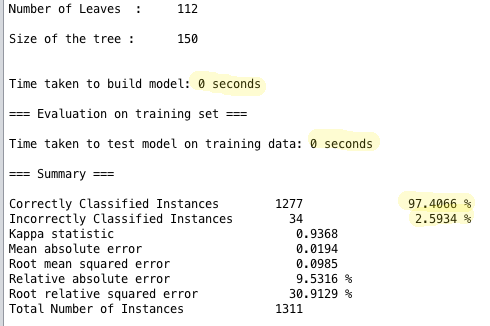 Number of Leaves  :     112
Size of the tree :      150
Time taken to build model: 0 seconds
=== Evaluation on training set ===
Time taken to test model on training data: 0 seconds
=== Summary ===
Correctly Classified Instances        1277               97.4066 %
Incorrectly Classified Instances        34                2.5934 %
Kappa statistic                          0.9368
Mean absolute error                      0.0194
Root mean squared error                  0.0985
Relative absolute error                  9.5316 %
Root relative squared error             30.9129 %
Total Number of Instances             1311